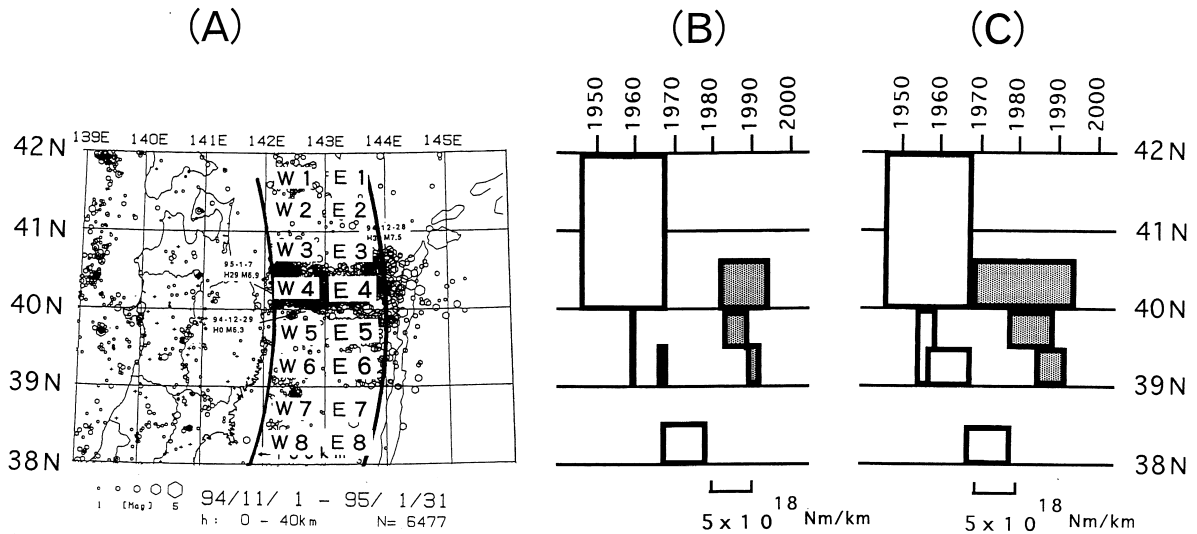 (A) (B) (C)
1950 1960 1970 1980 1990 2000
1950 1960 1970 1980 1990 2000
139E 140E 141E 142E 143E 144E 145E
42N 42N
W1 E1
W2 E2
41N 41N
94-12-28
M7.5
W3 E3
95-1-7
H29 M6.9
W4 E4
40N 40N
94-12-29
H0 M6.3
W5 E5
W6 E6
39N 39N
W7 E7
W8 E8
38N 38N
1 [Mag] 5
94/11/ 1 - 95/ 1/31
h: 0 - 40km N= 6477
5 x 10 18 Nm/km
5 x 10 18 Nm/km